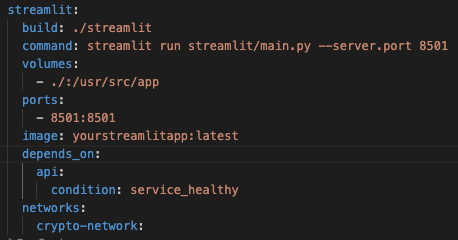 streamlit:
  build: ./streamlit
  command: streamlit run streamlit/main.py --server.port 8501
  volumes:
    - ./:/usr/src/app
  ports:
    - 8501:8501
  image: yourstreamlitapp:latest
  depends_on:
    api:
      condition: service_healthy
  networks:
    crypto-network: